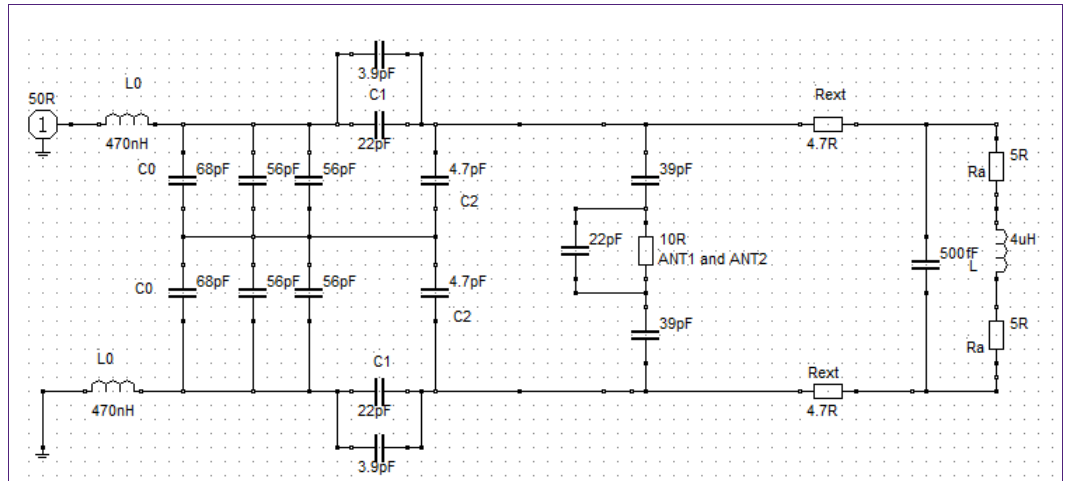 3.9pF
L0
C1
Rext
50R
1
470nH
22pF
4.7R
C0
68pF
56pF
56pF
4.7pF
C2
39pF
5R
Ra
22pF
10R
ANT1 and ANT2
500fF
4uH
L
C0
68pF
56pF
56pF
4.7pF
C2
39pF
5R
Ra
L0
C1
Rext
470nH
22pF
4.7R
3.9pF